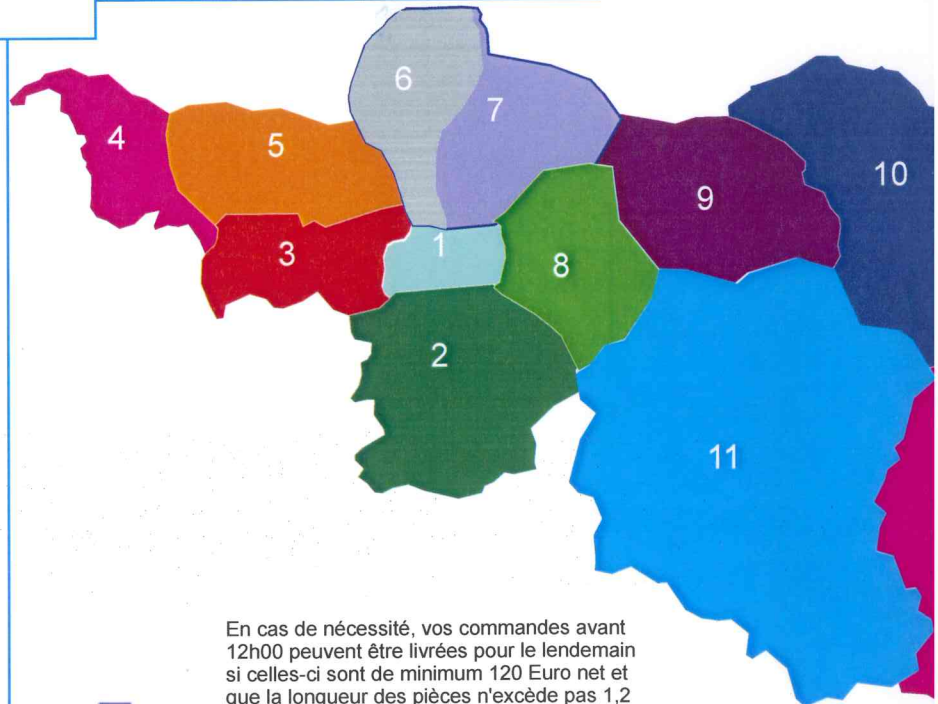 6
7
4
5
10
9
1
3
8
2
11
En cas de nécessité, vos commandes avant
12h00 peuvent être livrées pour le lendemain
si celles-ci sont de minimum 120 Euro net et
que la longueur des pièces n'excède pas 1,2